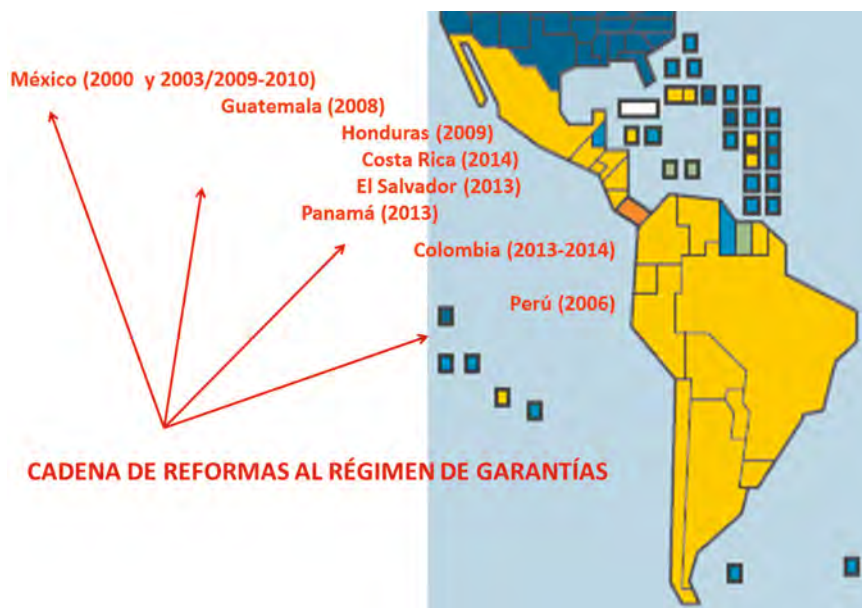 México (2000 y 2003/2009-2010)
Guatemala (2008)
Honduras (2009)
Costa Rica (2014)
El Salvador (2013)
Panamá (2013)
Colombia (2013-2014)
Perú (2006)
CADENA DE REFORMAS AL RÉGIMEN DE GARANTÍAS